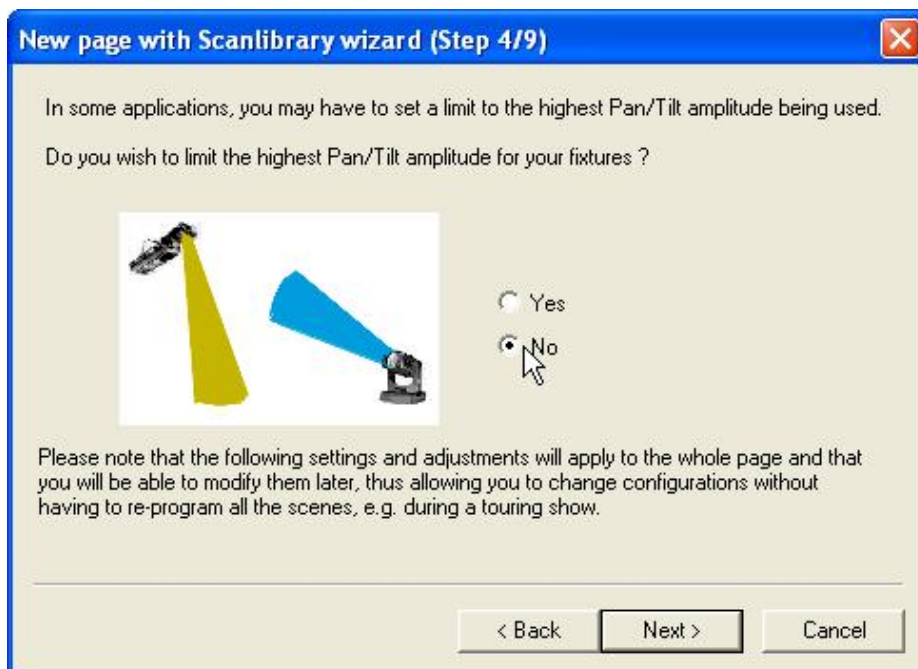 New page with Scanlibrary wizard (Step 4/9)
In some applications, you may have to set a limit to the highest Pan/Tilt amplitude being used.
Do you wish to limit the highest Pan/Tilt amplitude for your fixtures ?
Yes
No
Please note that the following settings and adjustments will apply to the whole page and that
you will be able to modify them later, thus allowing you to change configurations without
having to re-program all the scenes, e.g. during a touring show.
< Back
Next >
Cancel